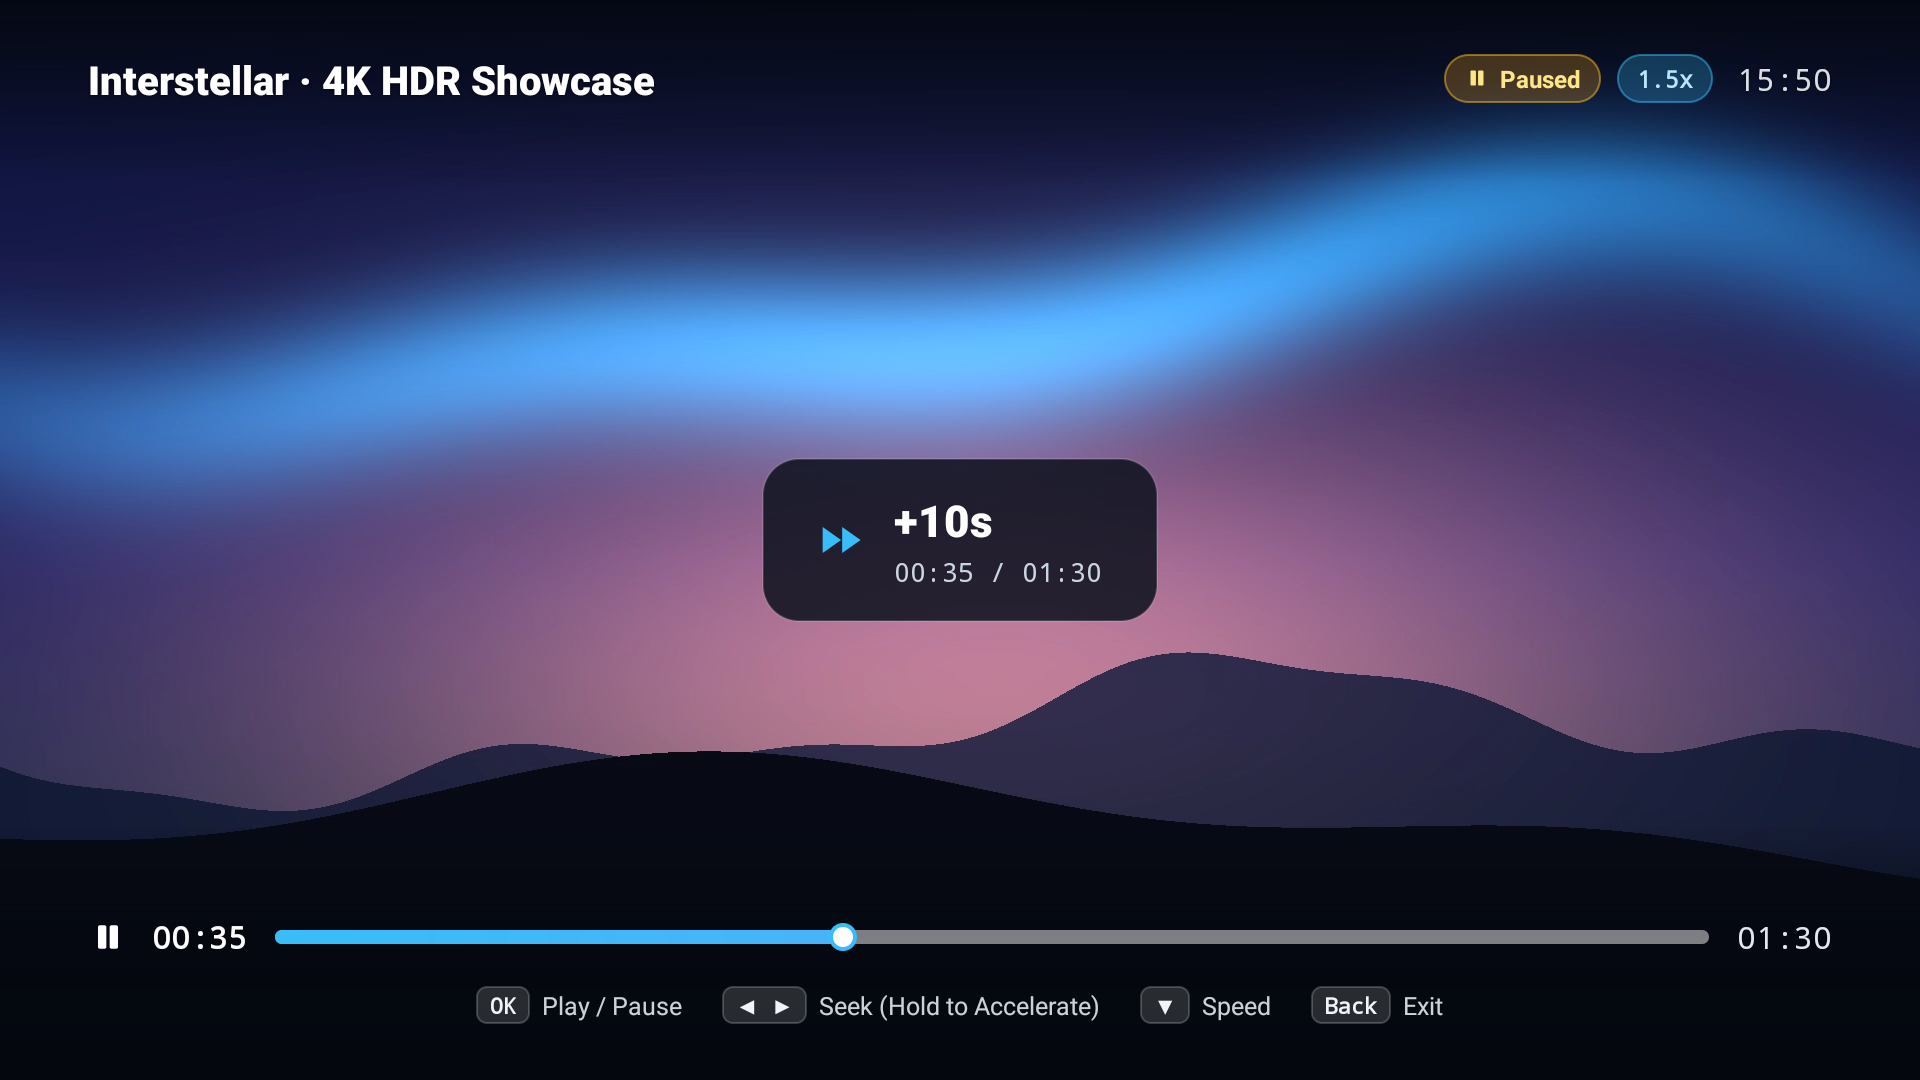 Interstellar · 4K HDR Showcase
Paused
1.5x
15:50
+10s
00:35 / 01:30
00:35
01:30
OK Play / Pause ◀ ▶ Seek (Hold to Accelerate) ▼ Speed Back Exit